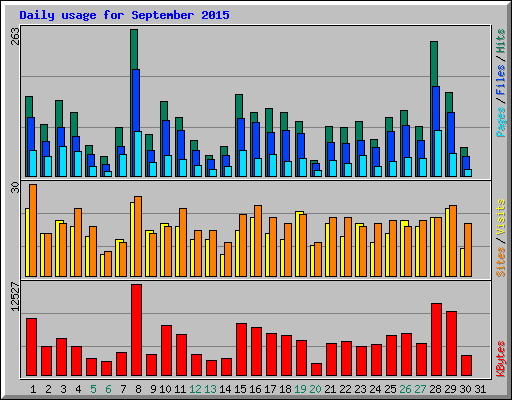 Daily usage for September 2015
263
Pages / Files / Hits
30
Sites / Visits
12527
KBytes
1 2 3 4 5 6 7 8 9 10 11 12 13 14 15 16 17 18 19 20 21 22 23 24 25 26 27 28 29 30 31